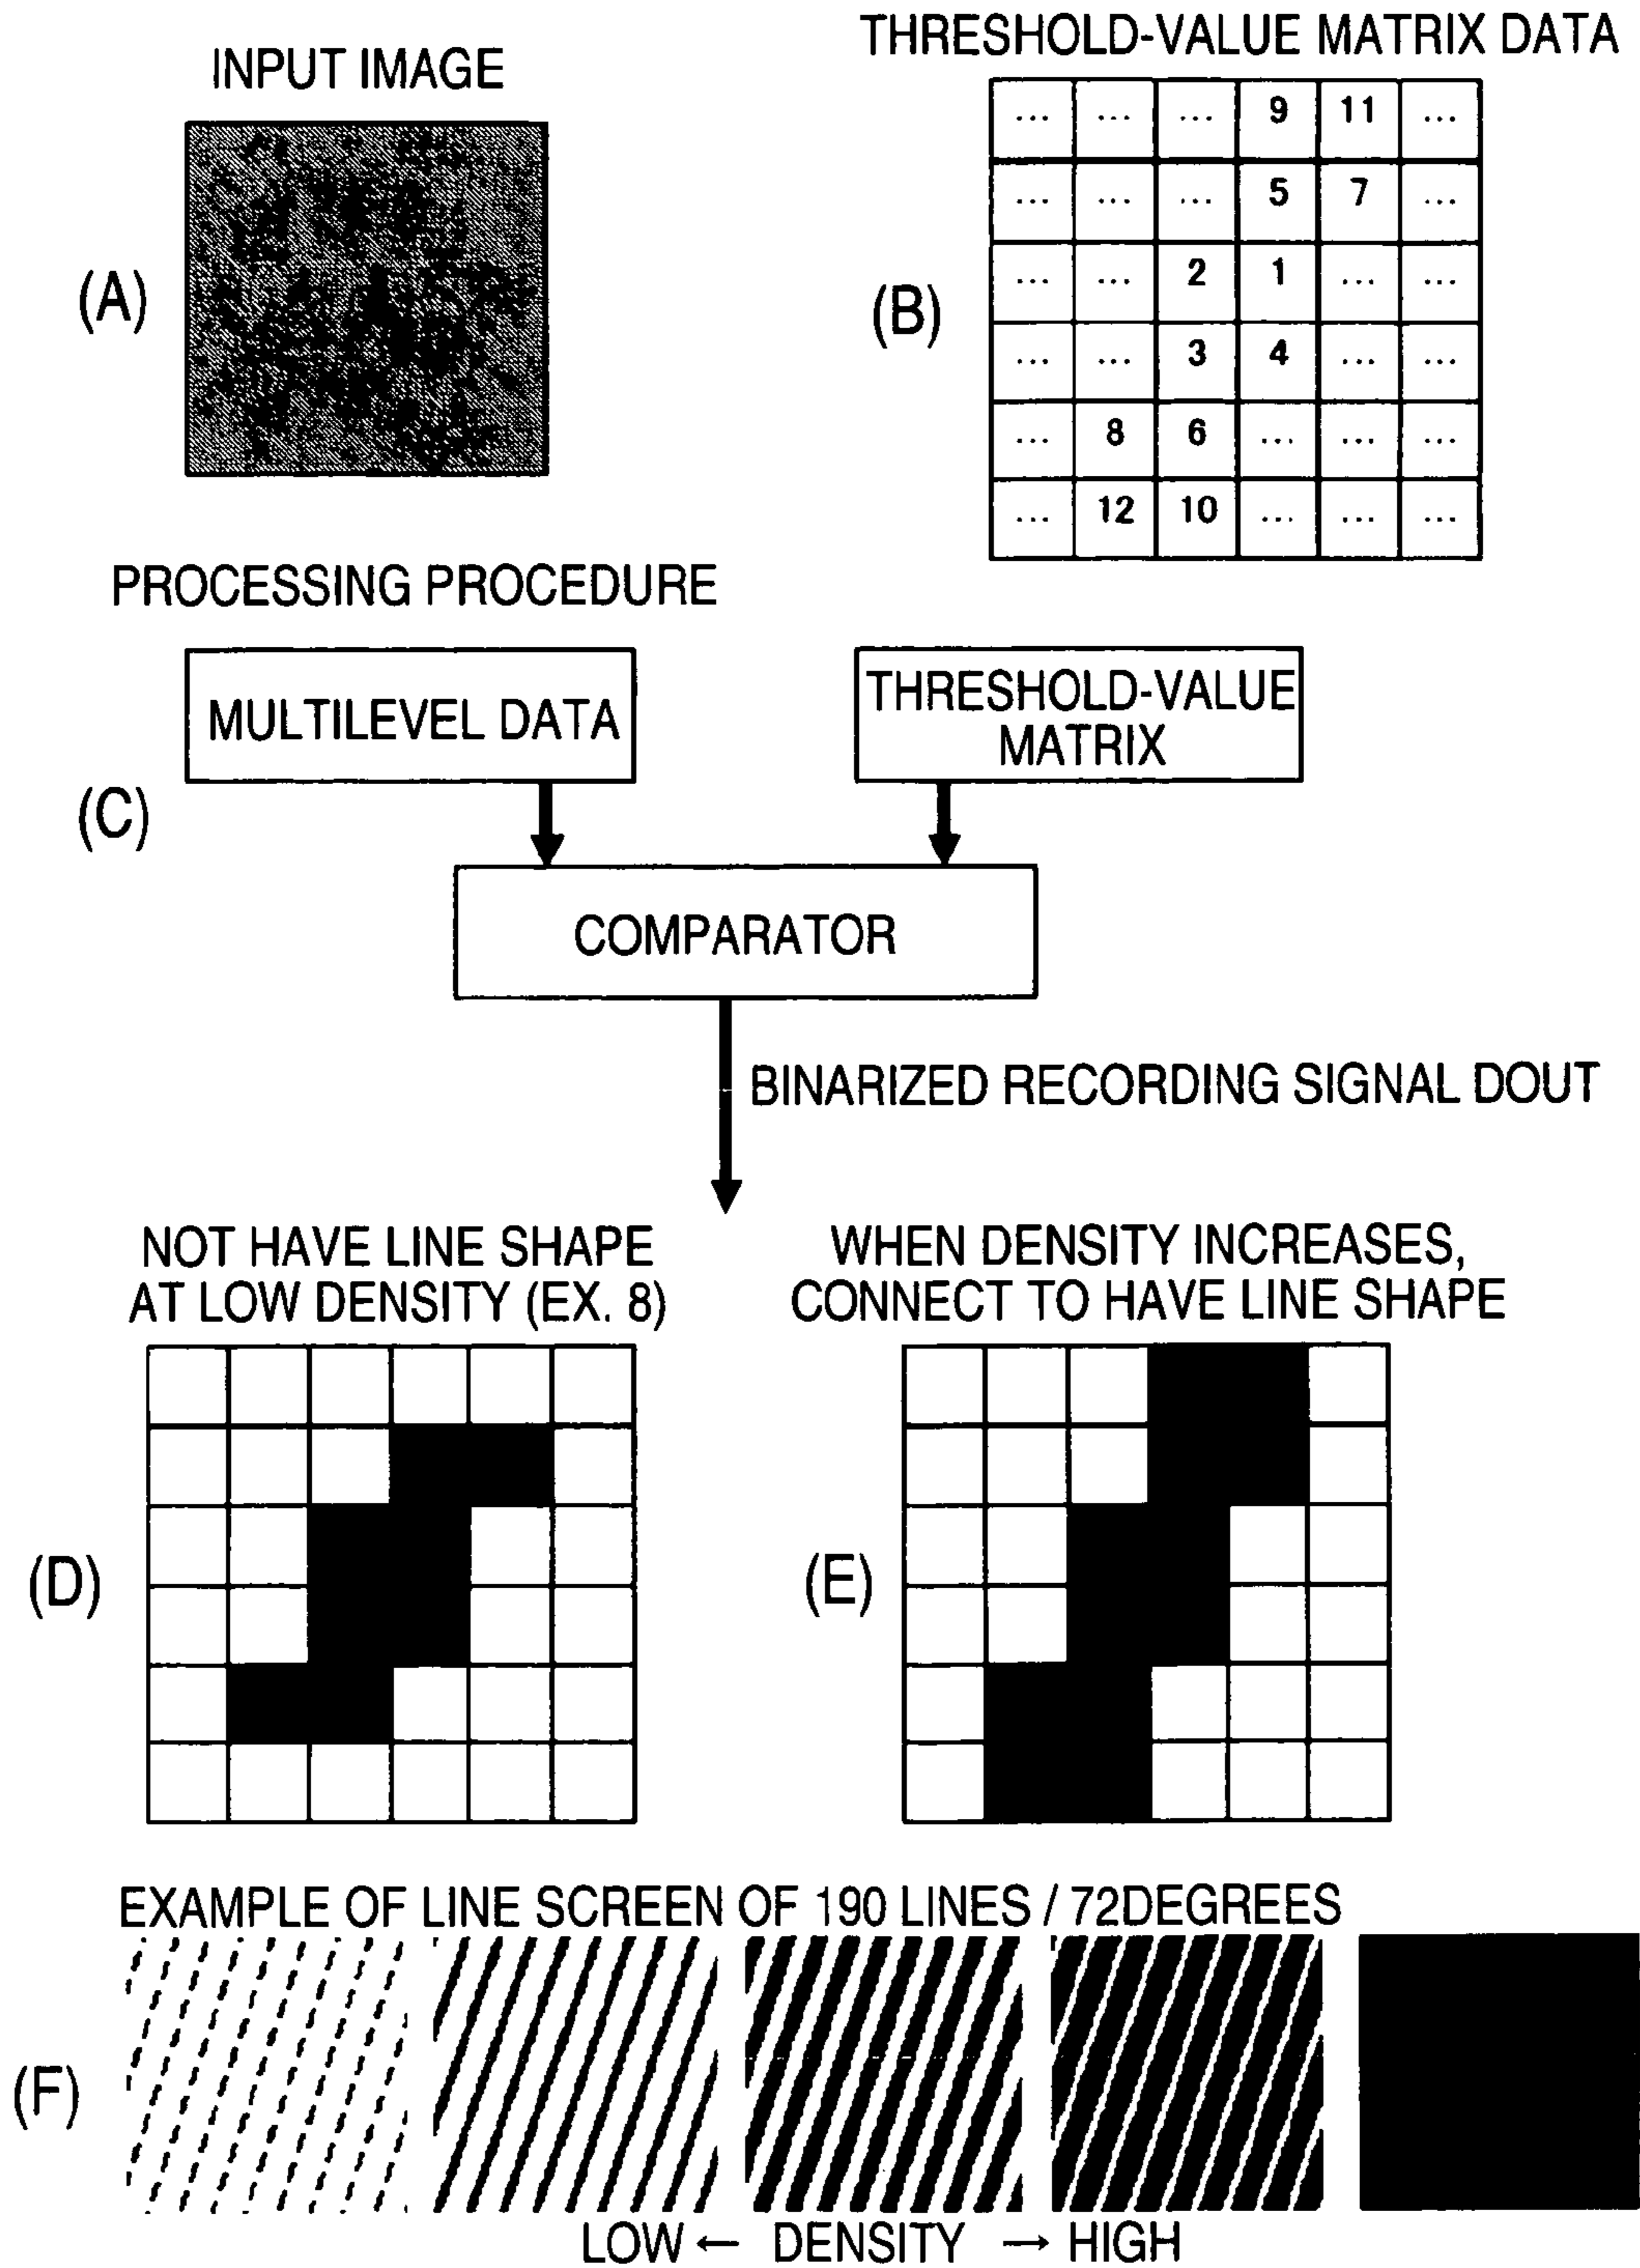 INPUT IMAGE
(A)
THRESHOLD-VALUE MATRIX DATA
(B)
... ... ... 9 11 ...
... ... ... 5 7 ...
... ... 2 1 ... ...
... ... 3 4 ... ...
... 8 6 ... ... ...
... 12 10 ... ... ...
PROCESSING PROCEDURE
(C)
MULTILEVEL DATA
THRESHOLD-VALUE
MATRIX
COMPARATOR
BINARIZED RECORDING SIGNAL DOUT
NOT HAVE LINE SHAPE
AT LOW DENSITY (EX. 8)
(D)
WHEN DENSITY INCREASES,
CONNECT TO HAVE LINE SHAPE
(E)
EXAMPLE OF LINE SCREEN OF 190 LINES / 72DEGREES
(F)
LOW ← DENSITY → HIGH